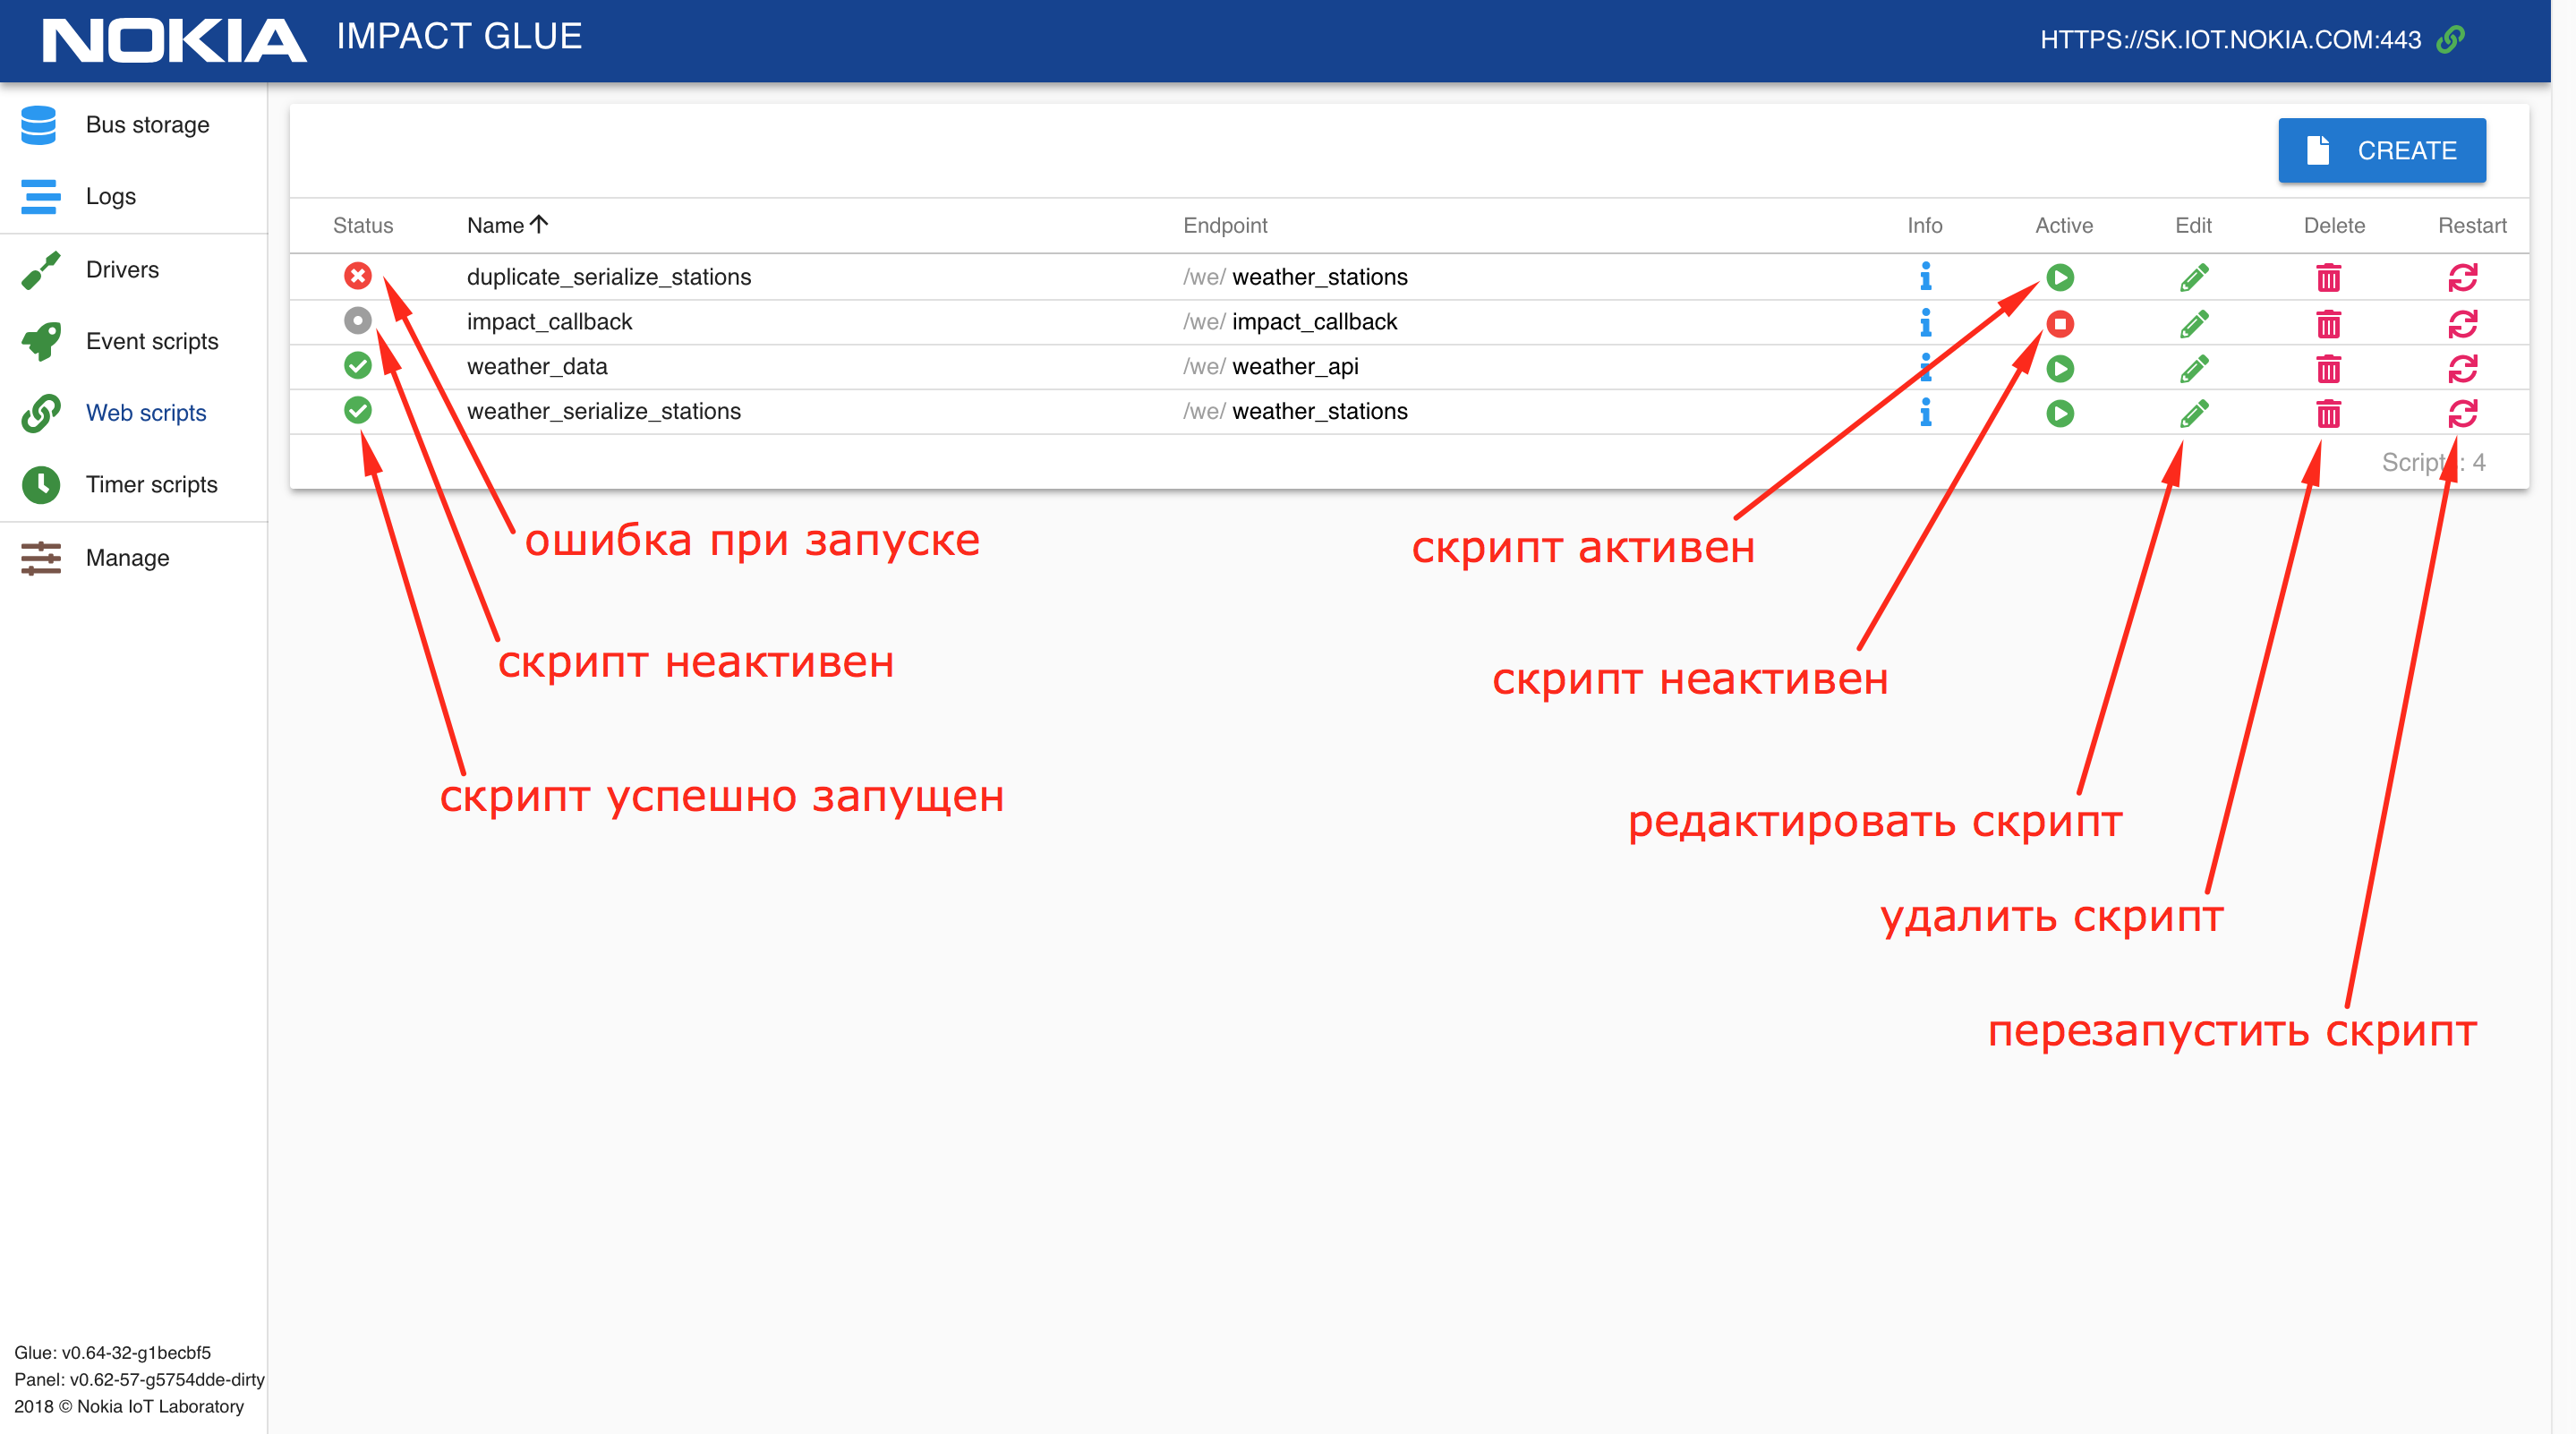 NOKIA IMPACT GLUE HTTPS://SK.IOT.NOKIA.COM:443
Bus storage
Logs
Drivers
Event scripts
Web scripts
Timer scripts
Manage
CREATE
Status Name Endpoint Info Active Edit Delete Restart
duplicate_serialize_stations /we/ weather_stations
impact_callback /we/ impact_callback
weather_data /we/ weather_api
weather_serialize_stations /we/ weather_stations
Scripts: 4
ошибка при запуске
скрипт неактивен
скрипт успешно запущен
скрипт активен
скрипт неактивен
редактировать скрипт
удалить скрипт
перезапустить скрипт
Glue: v0.64-32-g1becbf5
Panel: v0.62-57-g5754dde-dirty
2018 © Nokia IoT Laboratory